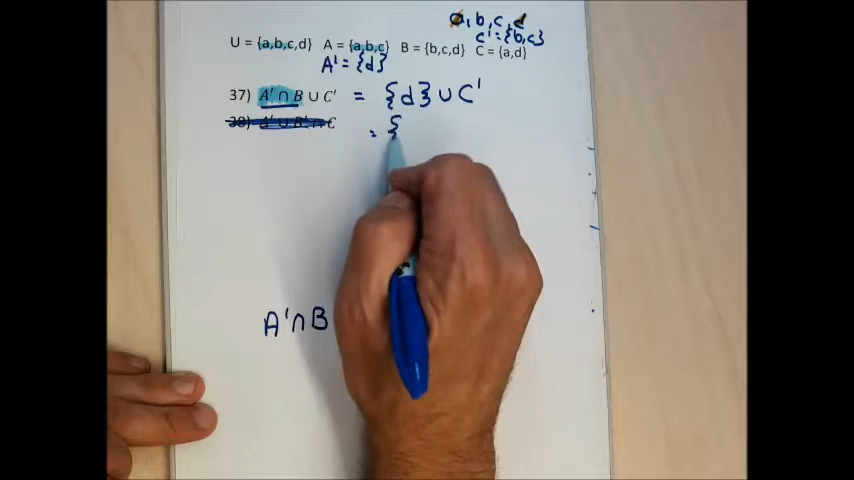 a, b, c, d
c' = {b,c}
U = {a,b,c,d} A = {a,b,c} B = {b,c,d} C = {a,d}
A' = {d}
37) A' ∩ B ∪ C' = {d} ∪ C'
38) A' ∪ B' ∩ C = {
A' ∩ B